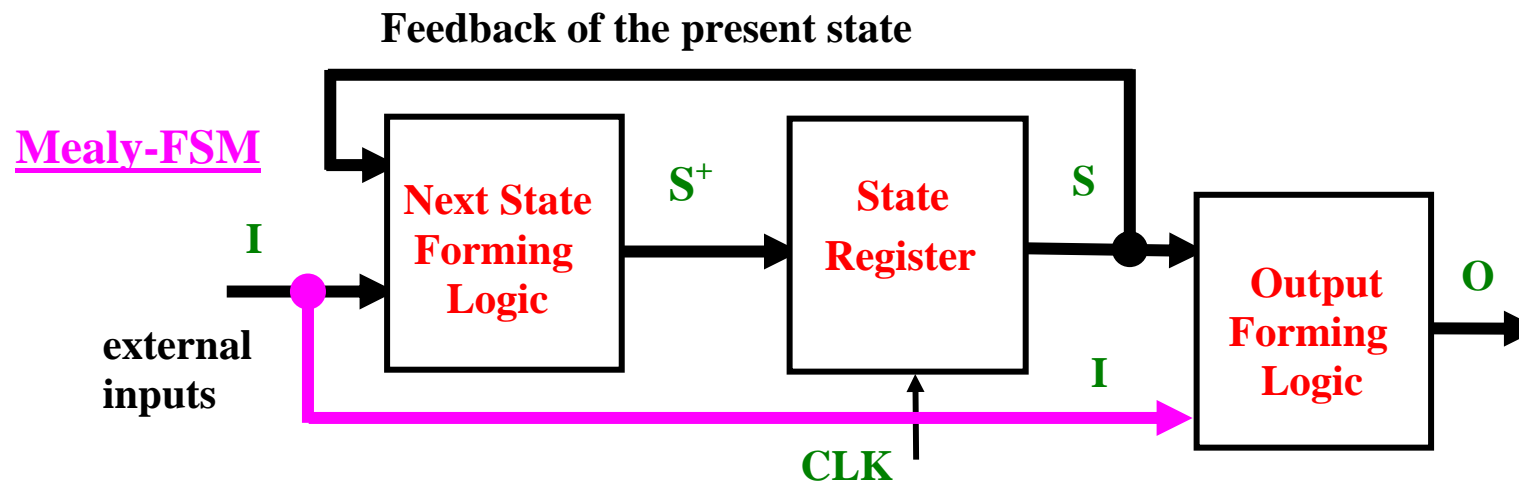 Feedback of the present state
Mealy-FSM
I
external
inputs
Next State
Forming
Logic
S⁺
State
Register
S
I
CLK
Output
Forming
Logic
O